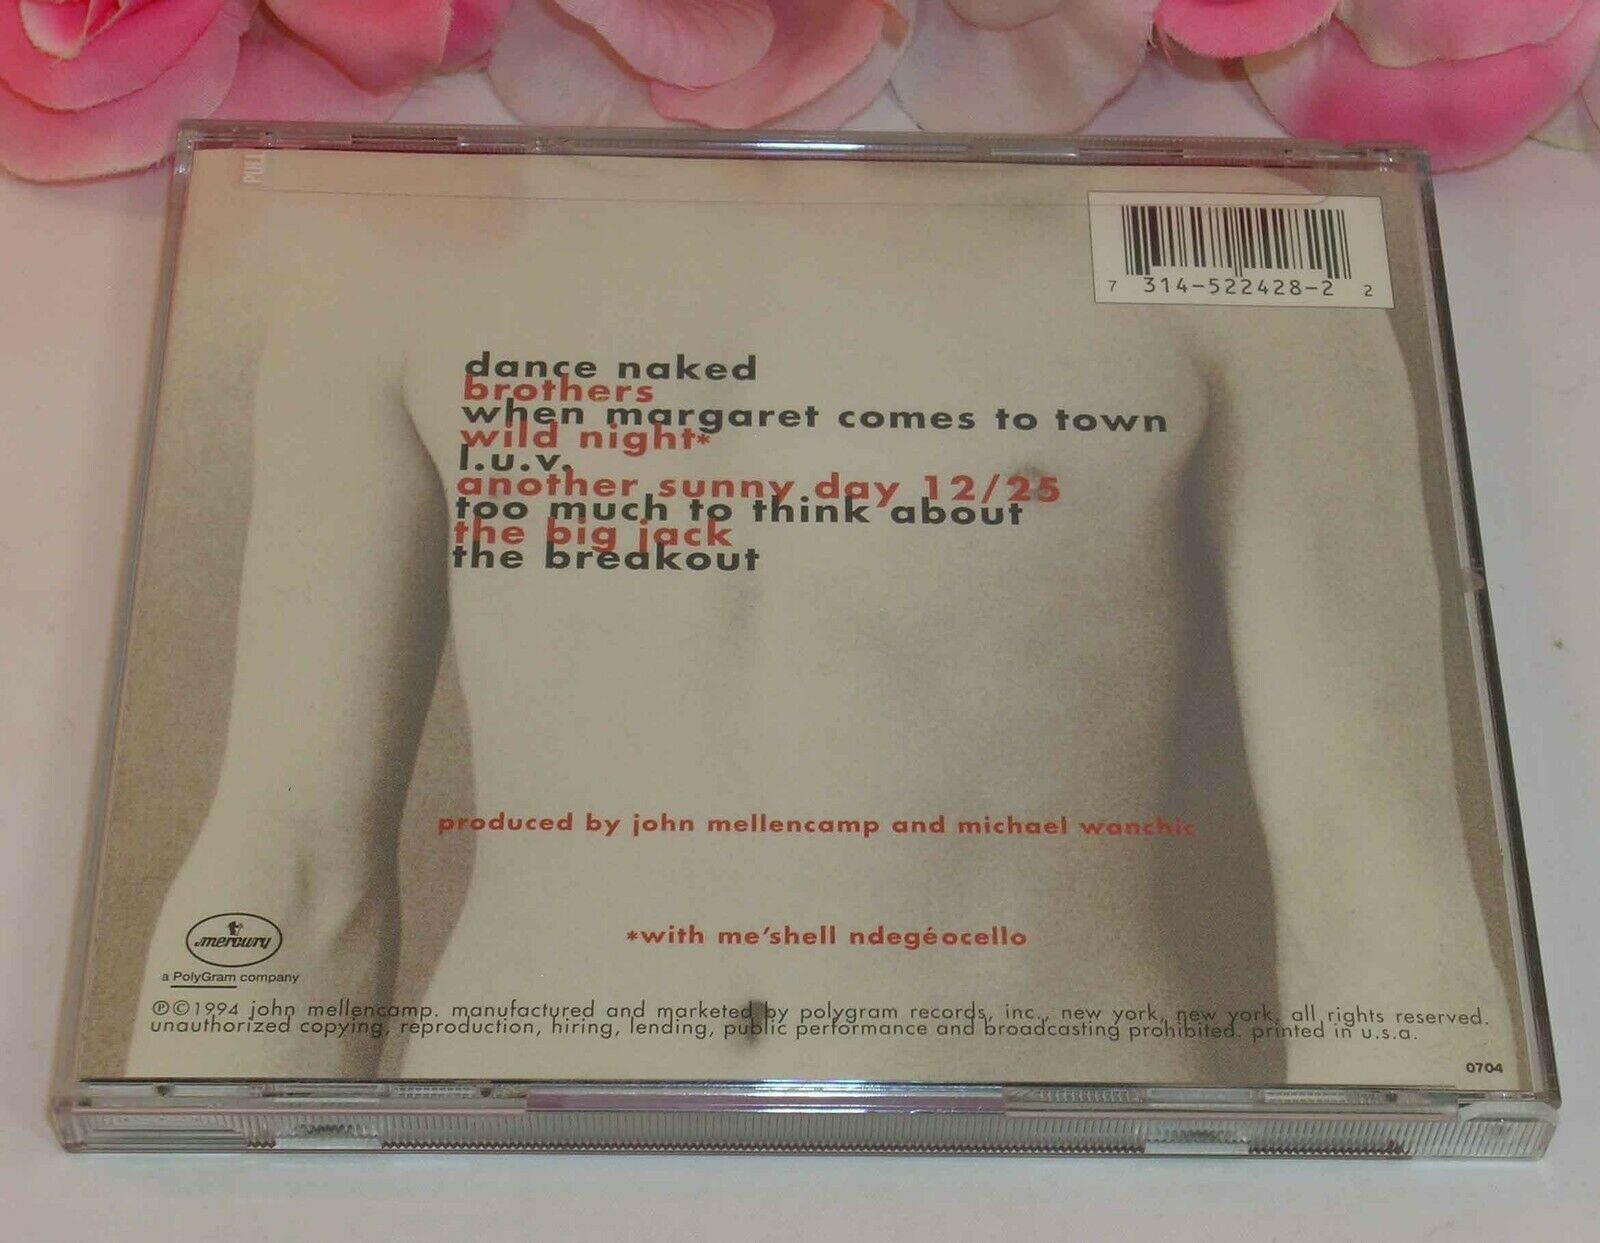 PULL
7 314-522428-2 2
dance naked
brothers
when margaret comes to town
wild night*
l.u.v.
another sunny day 12/25
too much to think about
the big jack
the breakout
produced by john mellencamp and michael wanchic
*with me'shell ndegéocello
mercury
a PolyGram company
℗©1994 john mellencamp. manufactured and marketed by polygram records, inc., new york, new york. all rights reserved.
unauthorized copying, reproduction, hiring, lending, public performance and broadcasting prohibited. printed in u.s.a.
0704